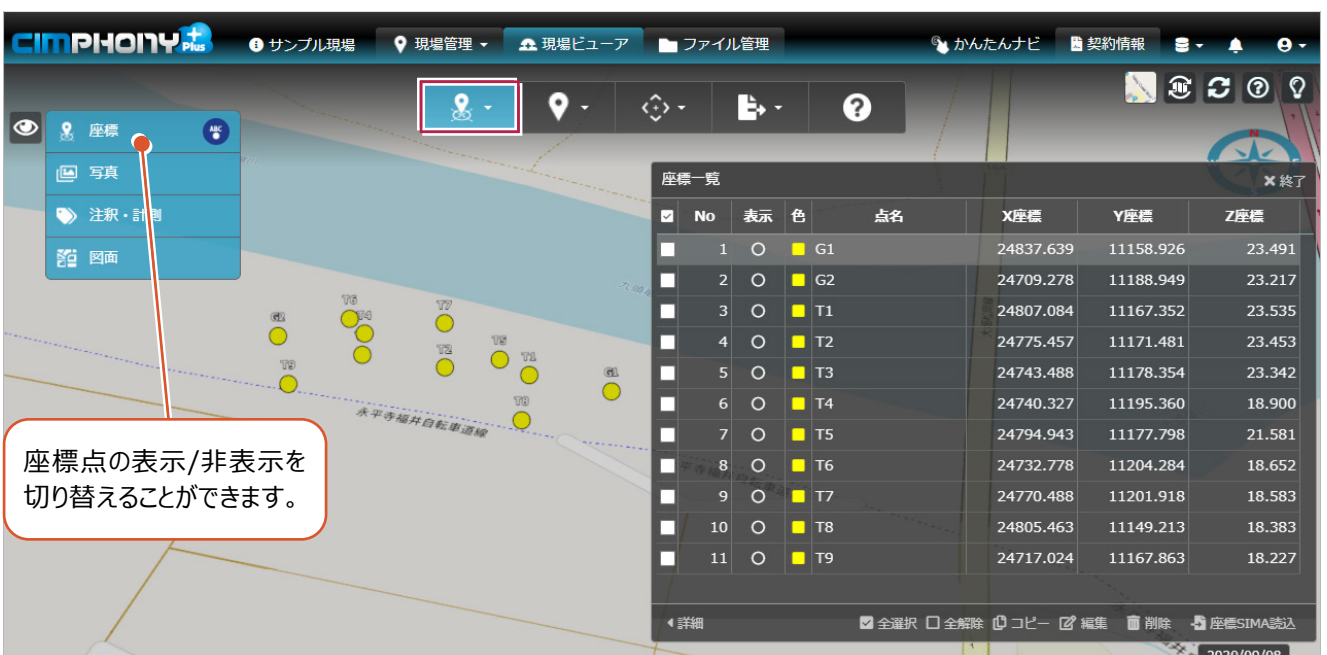 CIMPHONY Plus サンプル現場 現場管理 現場ビューア ファイル管理 かんたんナビ 契約情報
座標 ABC
写真
注釈・計測
図面
N
座標一覧 終了
No 表示 色 点名 X座標 Y座標 Z座標
1 G1 24837.639 11158.926 23.491
2 G2 24709.278 11188.949 23.217
3 T1 24807.084 11167.352 23.535
4 T2 24775.457 11171.481 23.453
5 T3 24743.488 11178.354 23.342
6 T4 24740.327 11195.360 18.900
7 T5 24794.943 11177.798 21.581
8 T6 24732.778 11204.284 18.652
9 T7 24770.488 11201.918 18.583
10 T8 24805.463 11149.213 18.383
11 T9 24717.024 11167.863 18.227
詳細 全選択 全解除 コピー 編集 削除 座標SIMA読込
T6
T7
G2
T4
T2
T5
T1
T9
G1
T8
永平寺福井自転車道線
座標点の表示/非表示を
切り替えることができます。